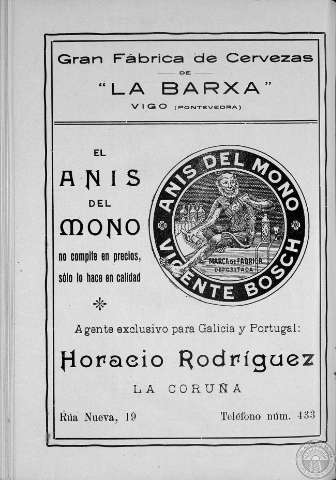 Gran Fábrica de Cervezas
DE
"LA BARXA"
VIGO (PONTEVEDRA)
EL
ANIS
DEL
MONO
no compite en precios,
sólo lo hace en calidad
ANIS DEL MONO
MARCA DE FABRICA
DEPOSITADA
VICENTE BOSCH
Agente exclusivo para Galicia y Portugal:
Horacio Rodríguez
LA CORUÑA
Rúa Nueva, 19 Teléfono núm. 433